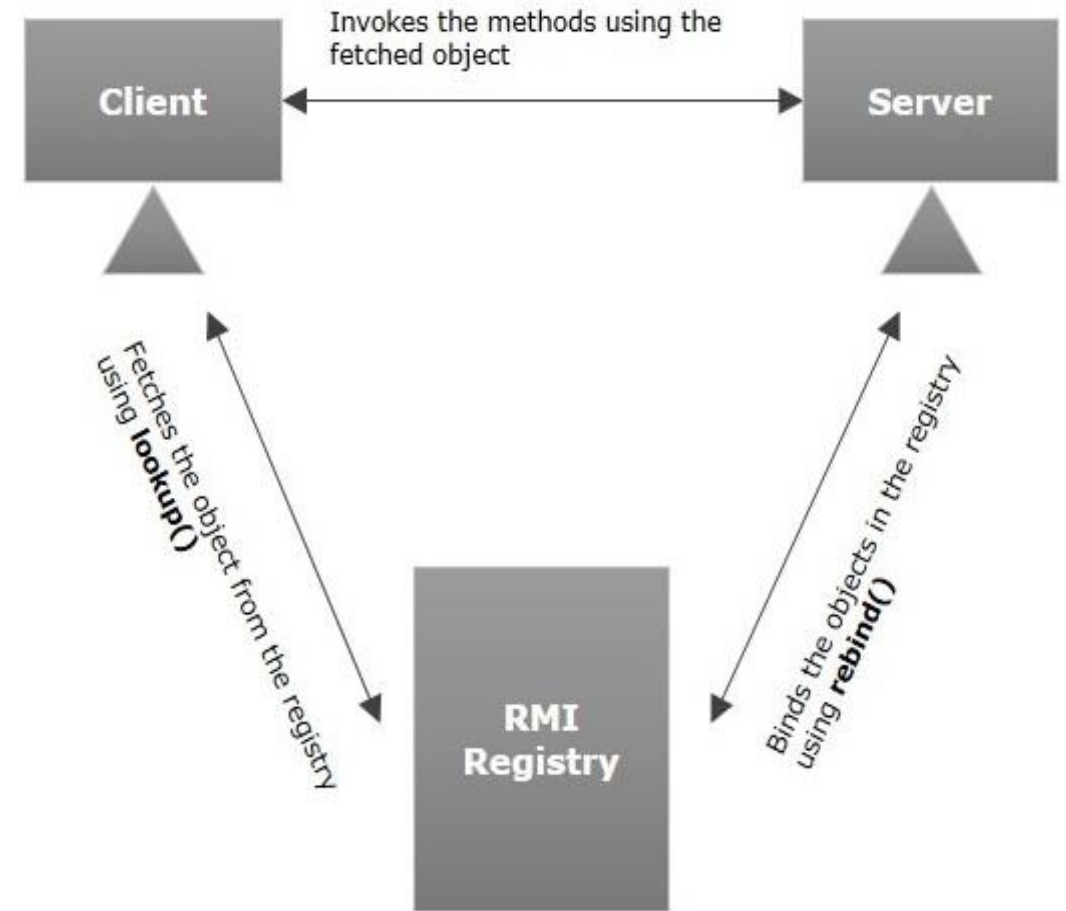 Invokes the methods using the
fetched object
Client
Server
Fetches the object from the registry
using lookup()
Binds the objects in the registry
using rebind()
RMI
Registry